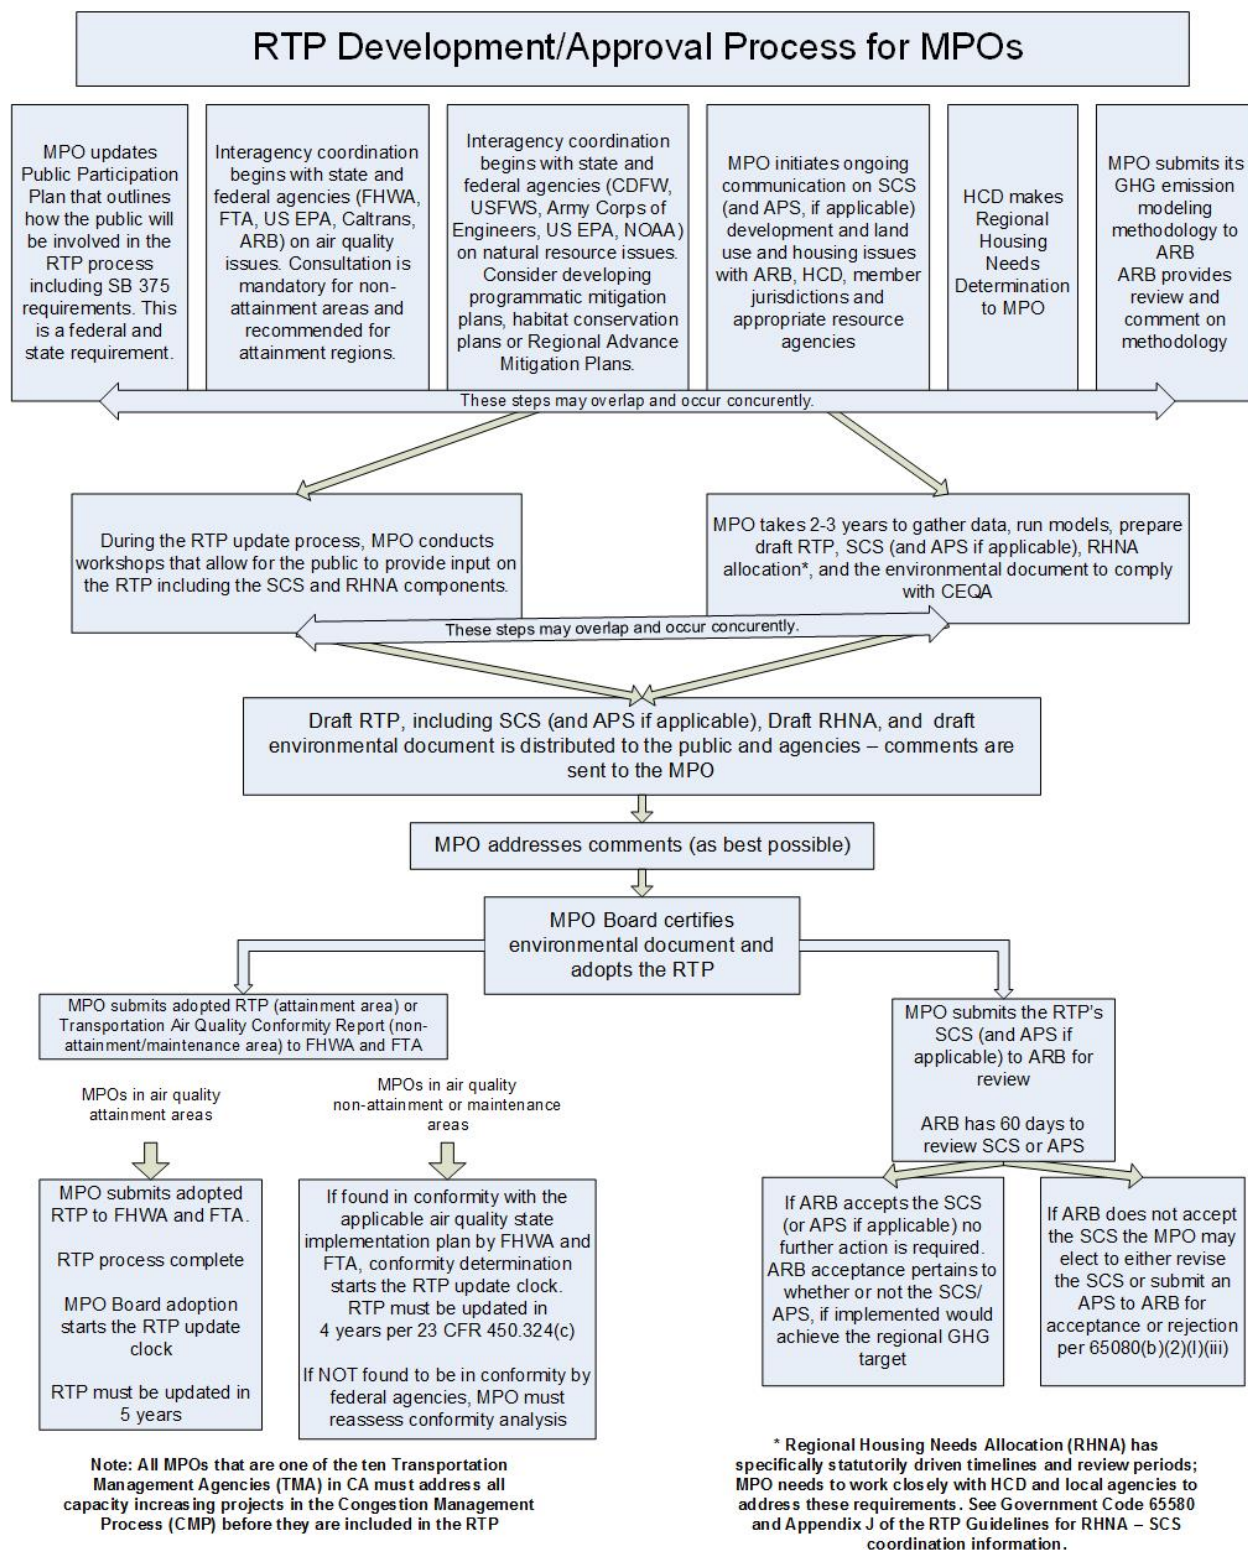 RTP Development/Approval Process for MPOs
MPO updates
Public Participation
Plan that outlines
how the public will
be involved in the
RTP process
including SB 375
requirements. This
is a federal and
state requirement.
Interagency coordination
begins with state and
federal agencies (FHWA,
FTA, US EPA, Caltrans,
ARB) on air quality
issues. Consultation is
mandatory for non-
attainment areas and
recommended for
attainment regions.
Interagency coordination
begins with state and
federal agencies (CDFW,
USFWS, Army Corps of
Engineers, US EPA, NOAA)
on natural resource issues.
Consider developing
programmatic mitigation
plans, habitat conservation
plans or Regional Advance
Mitigation Plans.
MPO initiates ongoing
communication on SCS
(and APS, if applicable)
development and land
use and housing issues
with ARB, HCD, member
jurisdictions and
appropriate resource
agencies
HCD makes
Regional
Housing
Needs
Determination
to MPO
MPO submits its
GHG emission
modeling
methodology to
ARB
ARB provides
review and
comment on
methodology
These steps may overlap and occur concurently.
During the RTP update process, MPO conducts
workshops that allow for the public to provide input on
the RTP including the SCS and RHNA components.
MPO takes 2-3 years to gather data, run models, prepare
draft RTP, SCS (and APS if applicable), RHNA
allocation*, and the environmental document to comply
with CEQA
These steps may overlap and occur concurently.
Draft RTP, including SCS (and APS if applicable), Draft RHNA, and draft
environmental document is distributed to the public and agencies – comments are
sent to the MPO
MPO addresses comments (as best possible)
MPO Board certifies
environmental document and
adopts the RTP
MPO submits adopted RTP (attainment area) or
Transportation Air Quality Conformity Report (non-
attainment/maintenance area) to FHWA and FTA
MPOs in air quality
attainment areas
MPOs in air quality
non-attainment or maintenance
areas
MPO submits adopted
RTP to FHWA and FTA.
RTP process complete
MPO Board adoption
starts the RTP update
clock
RTP must be updated in
5 years
If found in conformity with the
applicable air quality state
implementation plan by FHWA and
FTA, conformity determination
starts the RTP update clock.
RTP must be updated in
4 years per 23 CFR 450.324(c)
If NOT found to be in conformity by
federal agencies, MPO must
reassess conformity analysis
MPO submits the RTP's
SCS (and APS if
applicable) to ARB for
review
ARB has 60 days to
review SCS or APS
If ARB accepts the SCS
(or APS if applicable) no
further action is required.
ARB acceptance pertains to
whether or not the SCS/
APS, if implemented would
achieve the regional GHG
target
If ARB does not accept
the SCS the MPO may
elect to either revise
the SCS or submit an
APS to ARB for
acceptance or rejection
per 65080(b)(2)(I)(iii)
Note: All MPOs that are one of the ten Transportation
Management Agencies (TMA) in CA must address all
capacity increasing projects in the Congestion Management
Process (CMP) before they are included in the RTP
* Regional Housing Needs Allocation (RHNA) has
specifically statutorily driven timelines and review periods;
MPO needs to work closely with HCD and local agencies to
address these requirements. See Government Code 65580
and Appendix J of the RTP Guidelines for RHNA – SCS
coordination information.